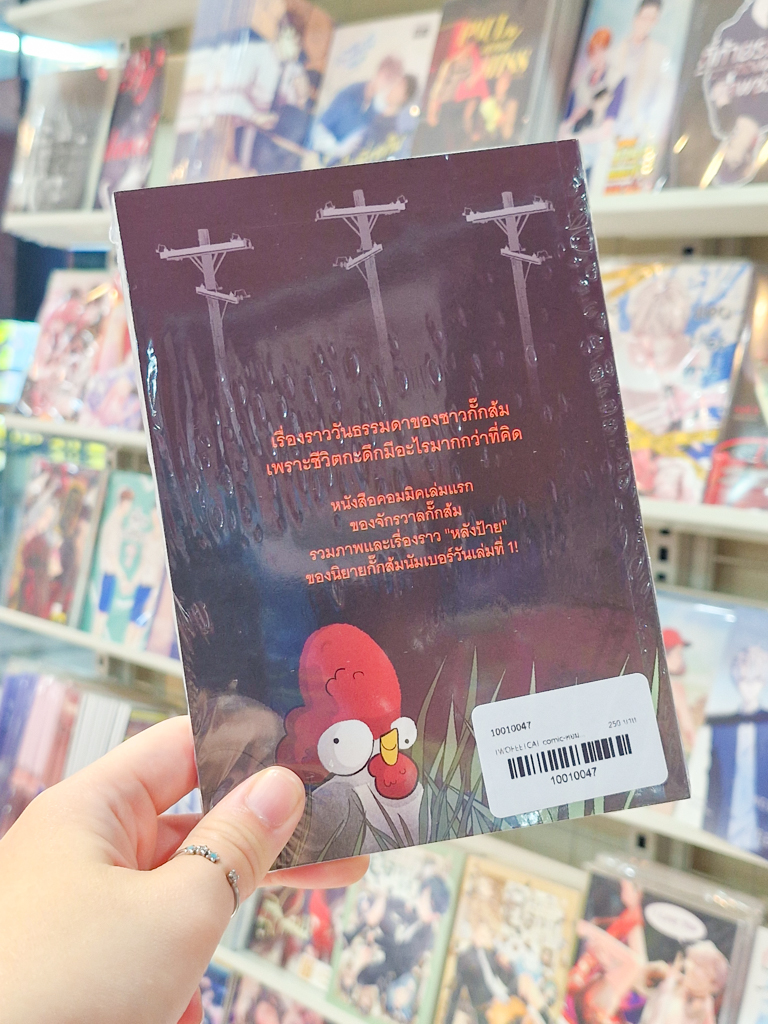 เรื่องราววันธรรมดาของชาวกั๊กส้ม
เพราะชีวิตกะดึกมีอะไรมากกว่าที่คิด
หนังสือคอมมิคเล่มแรก
ของจักรวาลกั๊กส้ม
รวมภาพและเรื่องราว "หลังป้าย"
ของนิยายกั๊กส้มนัมเบอร์วันเล่มที่ 1!
10010047 250 บาท
comic-หอม
10010047